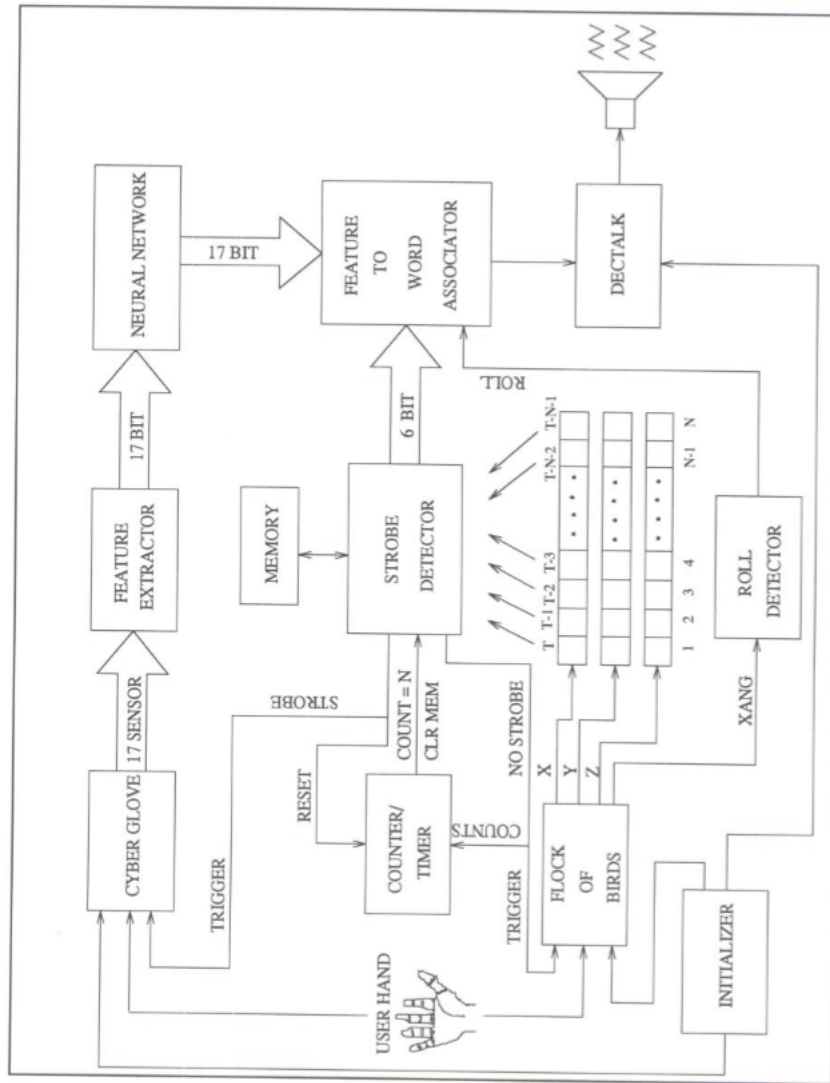 CYBER GLOVE
17 SENSOR
FEATURE
EXTRACTOR
17 BIT
NEURAL NETWORK
17 BIT
TRIGGER
STROBE
MEMORY
RESET
COUNTER/
TIMER
COUNT = N
CLR MEM
STROBE
DETECTOR
6 BIT
FEATURE
TO
WORD
ASSOCIATOR
USER HAND
COUNTS
NO STROBE
TRIGGER
T
T-1
T-2
T-3
T-N-2
T-N-1
ROLL
FLOCK
OF
BIRDS
X
Y
Z
1
2
3
4
N-1
N
DECTALK
XANG
ROLL
DETECTOR
INITIALIZER